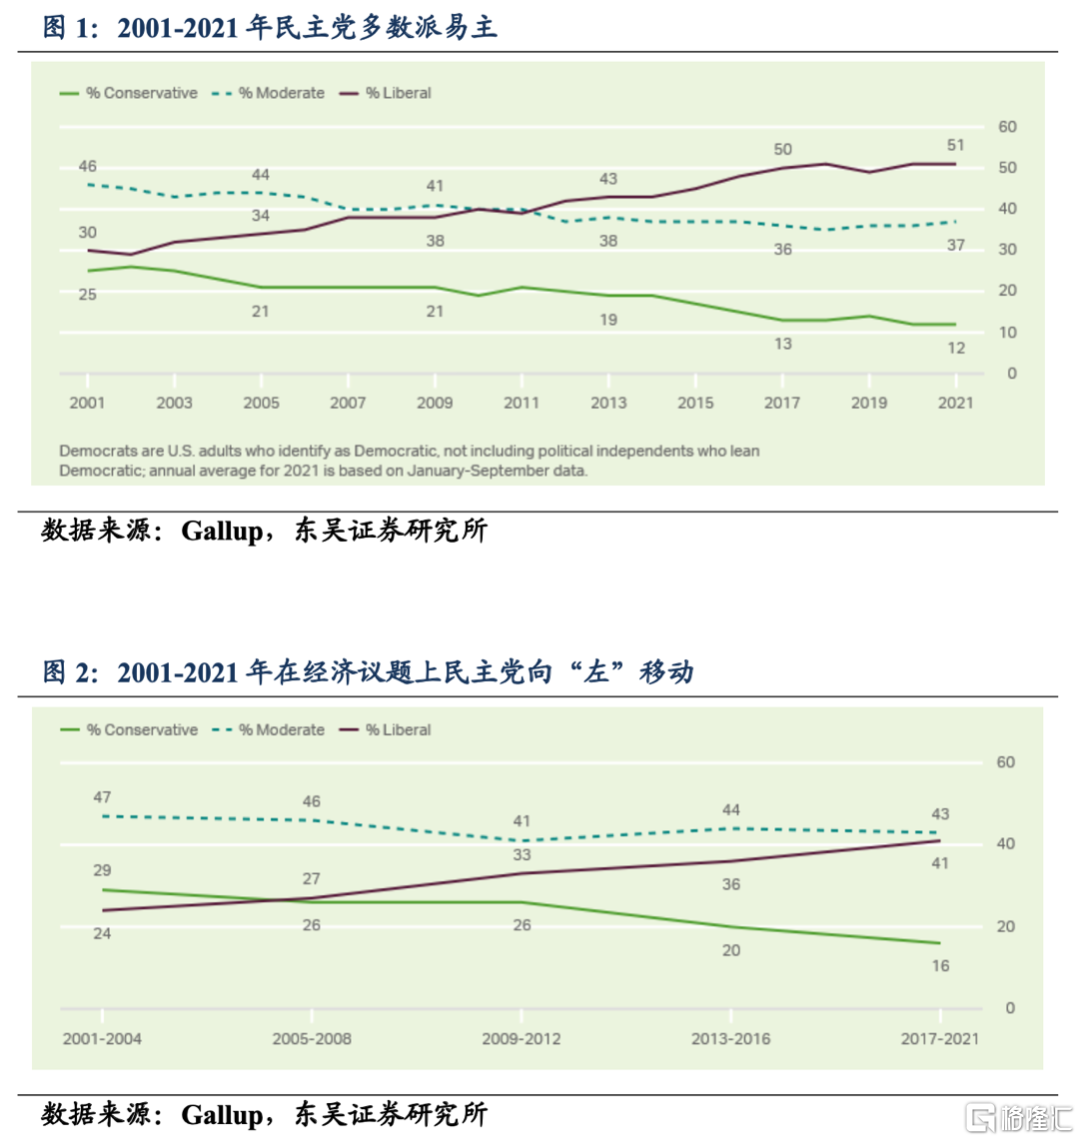 图 1：2001-2021 年民主党多数派易主
% Conservative % Moderate % Liberal
60
50
40
30
20
10
0
46 44 41 43 50 51
30 34 38 38 36 37
25 21 21 19 13 12
2001 2003 2005 2007 2009 2011 2013 2015 2017 2019 2021
Democrats are U.S. adults who identify as Democratic, not including political independents who lean
Democratic; annual average for 2021 is based on January-September data.
数据来源：Gallup，东吴证券研究所
图 2：2001-2021 年在经济议题上民主党向“左”移动
% Conservative % Moderate % Liberal
60
40
20
0
47 46 41 44 43
29 27 33 36 41
24 26 26 20 16
2001-2004 2005-2008 2009-2012 2013-2016 2017-2021
数据来源：Gallup，东吴证券研究所
格隆汇